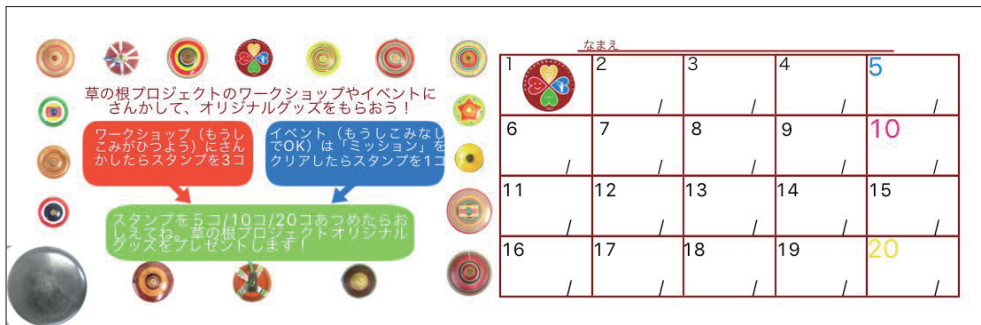 草の根プロジェクトのワークショップやイベントに
さんかして、オリジナルグッズをもらおう！
ワークショップ（もうし
こみがひつよう）にさん
かしたらスタンプを3コ
イベント（もうしこみなし
でOK）は「ミッション」を
クリアしたらスタンプを1コ
スタンプを５コ/10コ/20コあつめたらお
しえてね。草の根プロジェクトオリジナル
グッズをプレゼントします！
なまえ
1 2 / 3 / 4 / 5 /
6 / 7 / 8 / 9 / 10 /
11 / 12 / 13 / 14 / 15 /
16 / 17 / 18 / 19 / 20 /